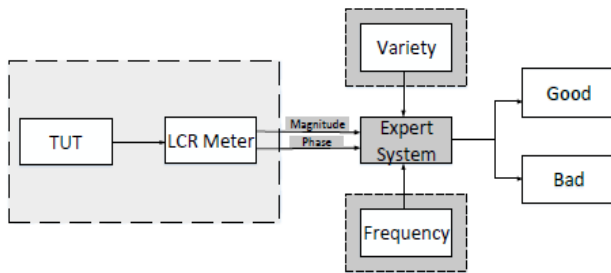 Variety
Good
Magnitude
TUT
LCR Meter
Phase
Expert
System
Bad
Frequency